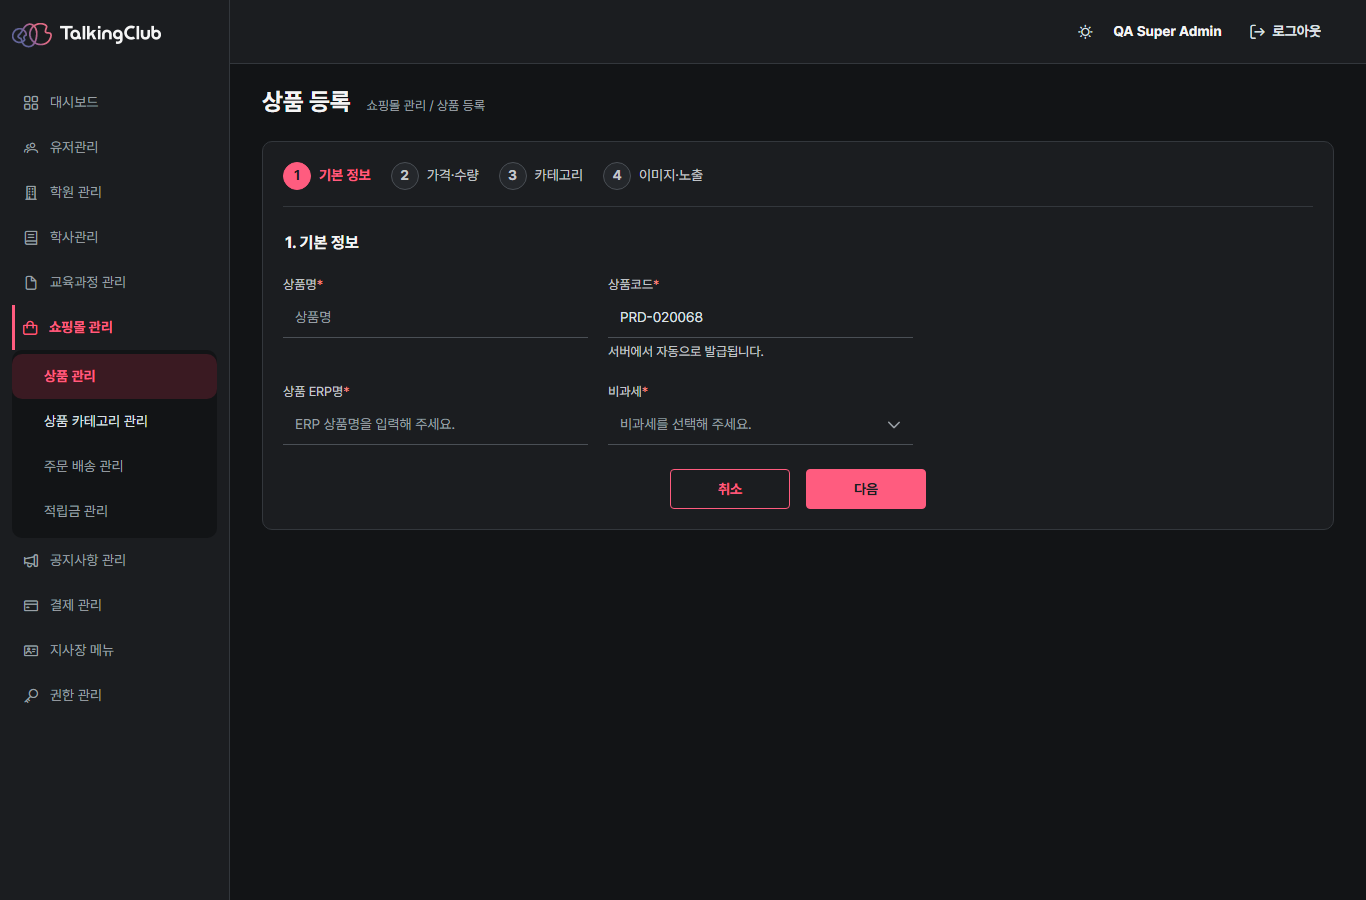 TalkingClub
QA Super Admin
로그아웃
대시보드
유저관리
학원 관리
학사관리
교육과정 관리
쇼핑몰 관리
상품 관리
상품 카테고리 관리
주문 배송 관리
적립금 관리
공지사항 관리
결제 관리
지사장 메뉴
권한 관리
상품 등록 쇼핑몰 관리 / 상품 등록
1 기본 정보 2 가격·수량 3 카테고리 4 이미지·노출
1. 기본 정보
상품명*
상품명
상품코드*
PRD-020068
서버에서 자동으로 발급됩니다.
상품 ERP명*
ERP 상품명을 입력해 주세요.
비과세*
비과세를 선택해 주세요.
취소
다음